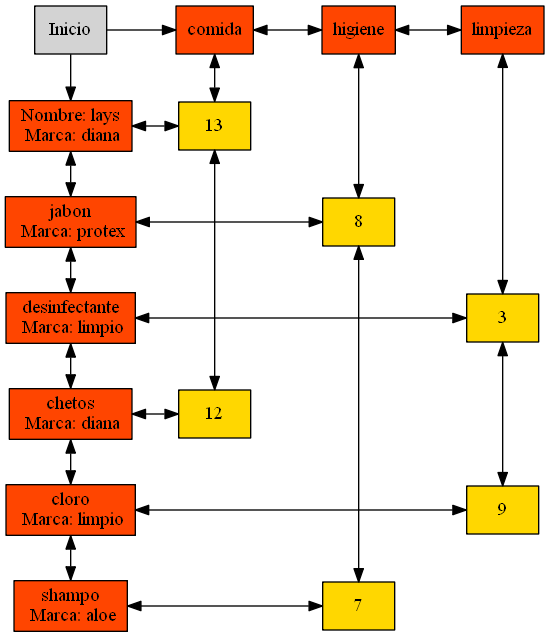 Inicio
comida
higiene
limpieza
Nombre: lays
Marca: diana
13
jabon
Marca: protex
8
desinfectante
Marca: limpio
3
chetos
Marca: diana
12
cloro
Marca: limpio
9
shampo
Marca: aloe
7